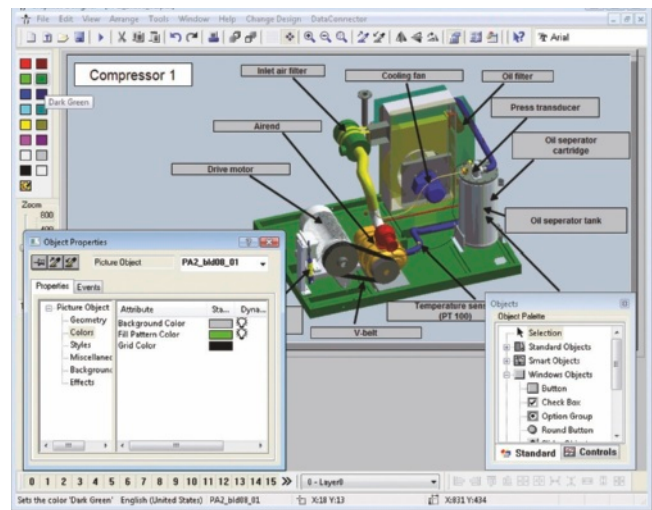 File Edit View Arrange Tools Window Help Change Design DataConnector
Arial
Compressor 1
Inlet air filter
Cooling fan
Oil filter
Press transducer
Airend
Oil seperator
cartridge
Dark Green
Drive motor
Zoom
800
400
Oil seperator tank
Object Properties
Picture Object PA2_bld08_01
Properties Events
Picture Object
Geometry
Colors
Styles
Miscellanec
Background
Effects
Attribute Sta... Dyna...
Background Color
Fill Pattern Color
Grid Color
Temperature sens
(PT 100)
V-belt
Objects
Object Palette
Selection
Standard Objects
Smart Objects
Windows Objects
Button
Check Box
Option Group
Round Button
Standard Controls
0 1 2 3 4 5 6 7 8 9 10 11 12 13 14 15 0 - Layer0
Sets the color 'Dark Green' English (United States) PA2_bld08_01 X:18 Y:13 X:831 Y:434